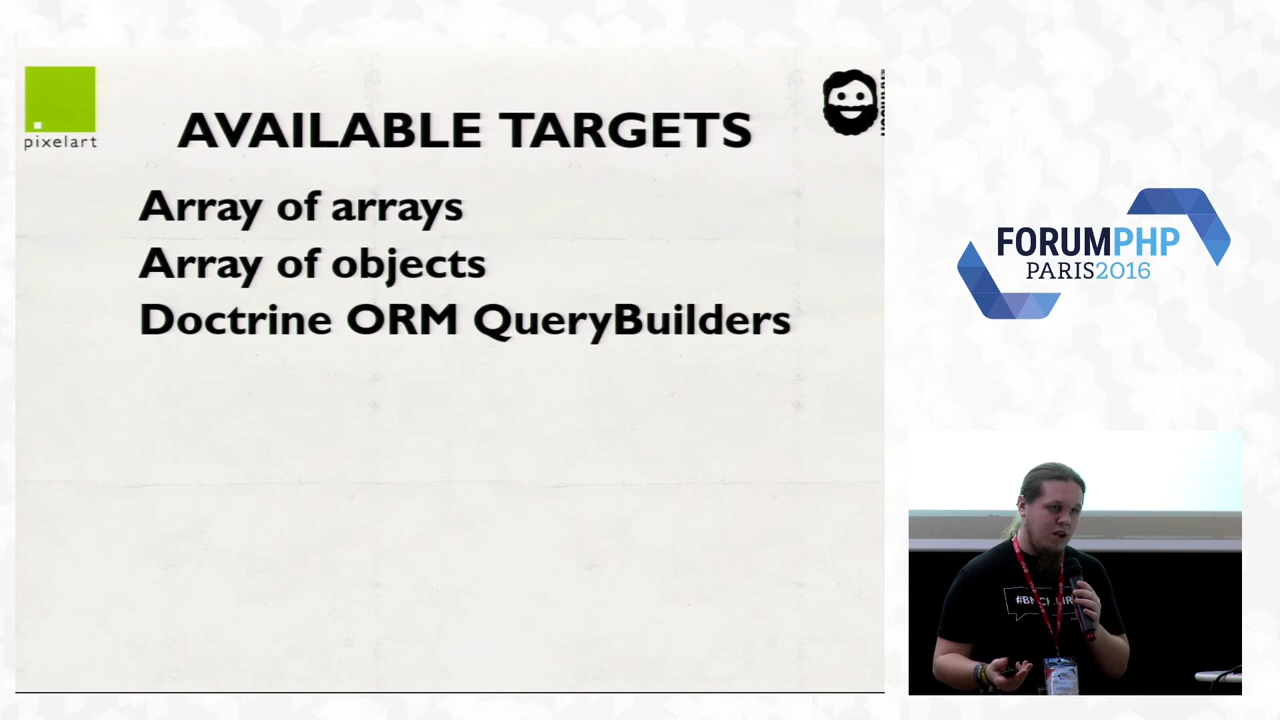 pixelart
AVAILABLE TARGETS
Array of arrays
Array of objects
Doctrine ORM QueryBuilders
FORUMPHP
PARIS2016